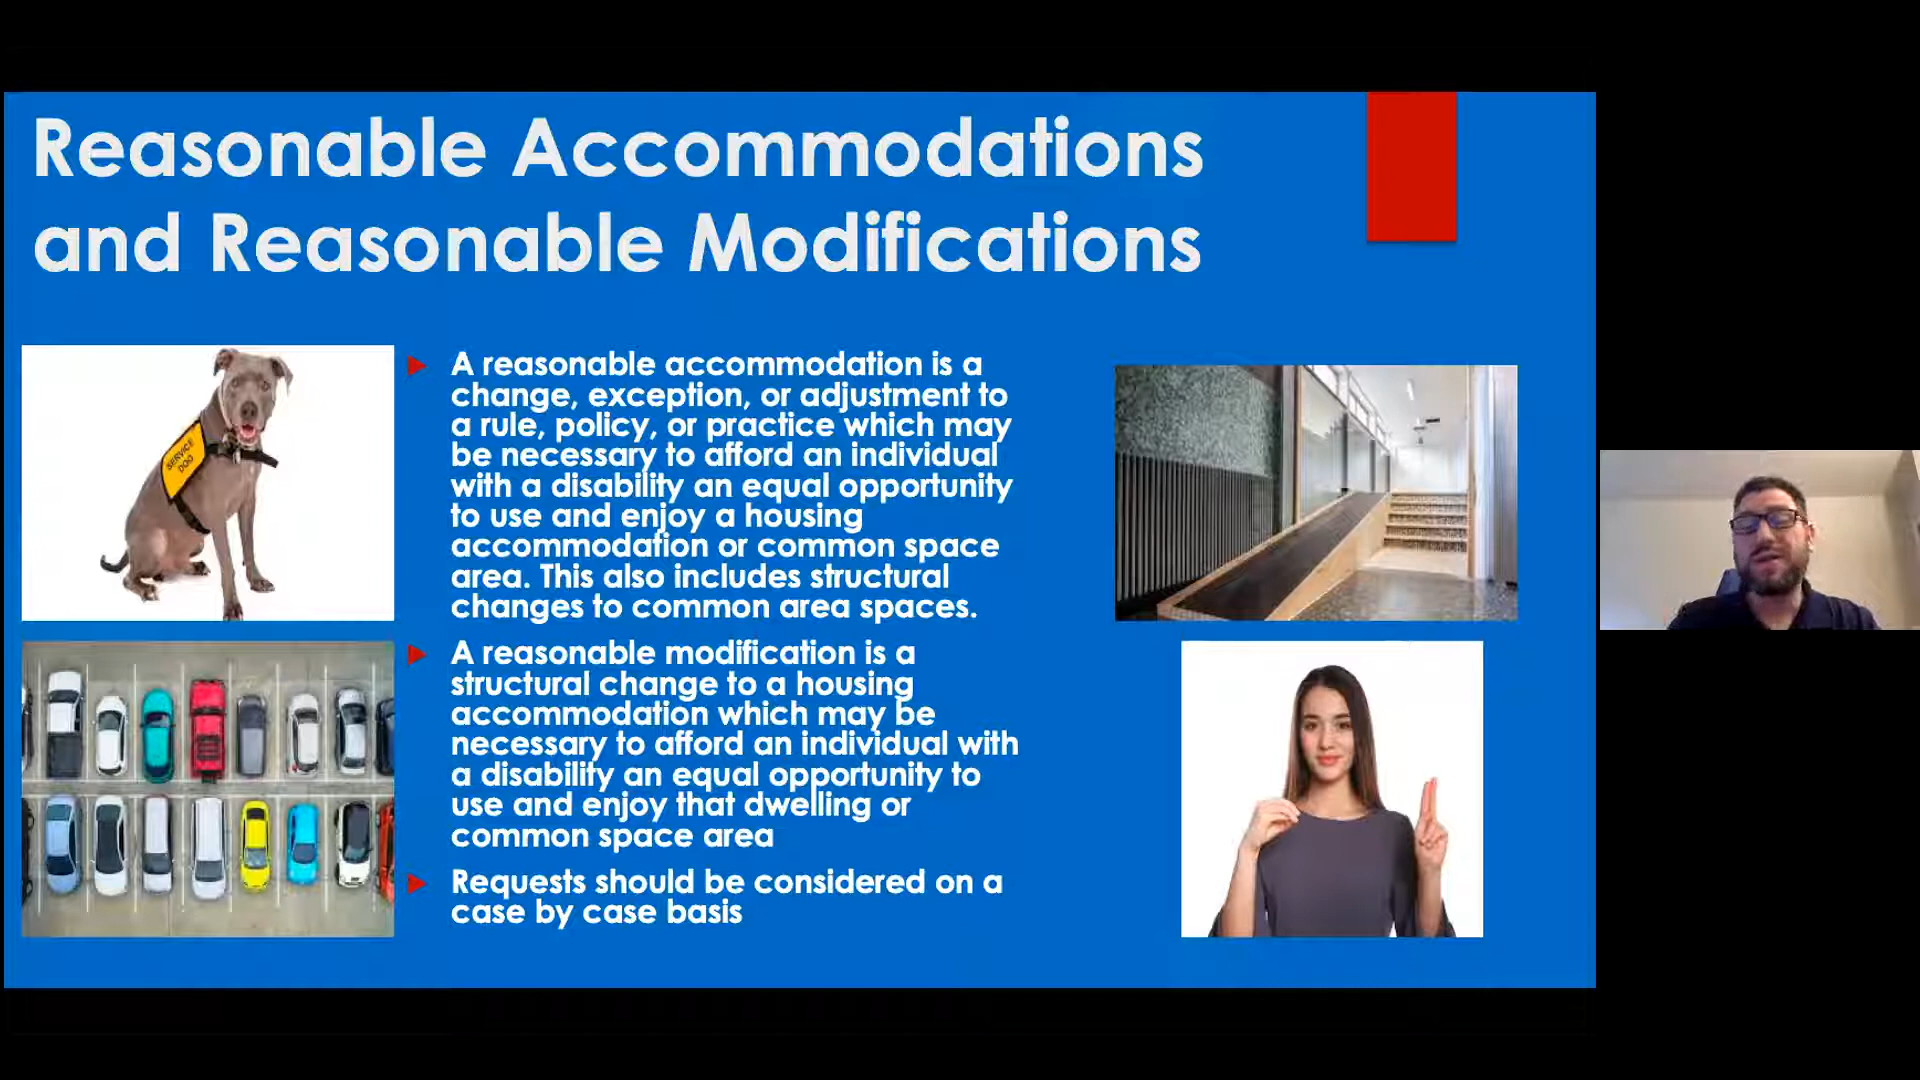 Reasonable Accommodations
and Reasonable Modifications
SERVICE
DOG
A reasonable accommodation is a
change, exception, or adjustment to
a rule, policy, or practice which may
be necessary to afford an individual
with a disability an equal opportunity
to use and enjoy a housing
accommodation or common space
area. This also includes structural
changes to common area spaces.
A reasonable modification is a
structural change to a housing
accommodation which may be
necessary to afford an individual with
a disability an equal opportunity to
use and enjoy that dwelling or
common space area
Requests should be considered on a
case by case basis